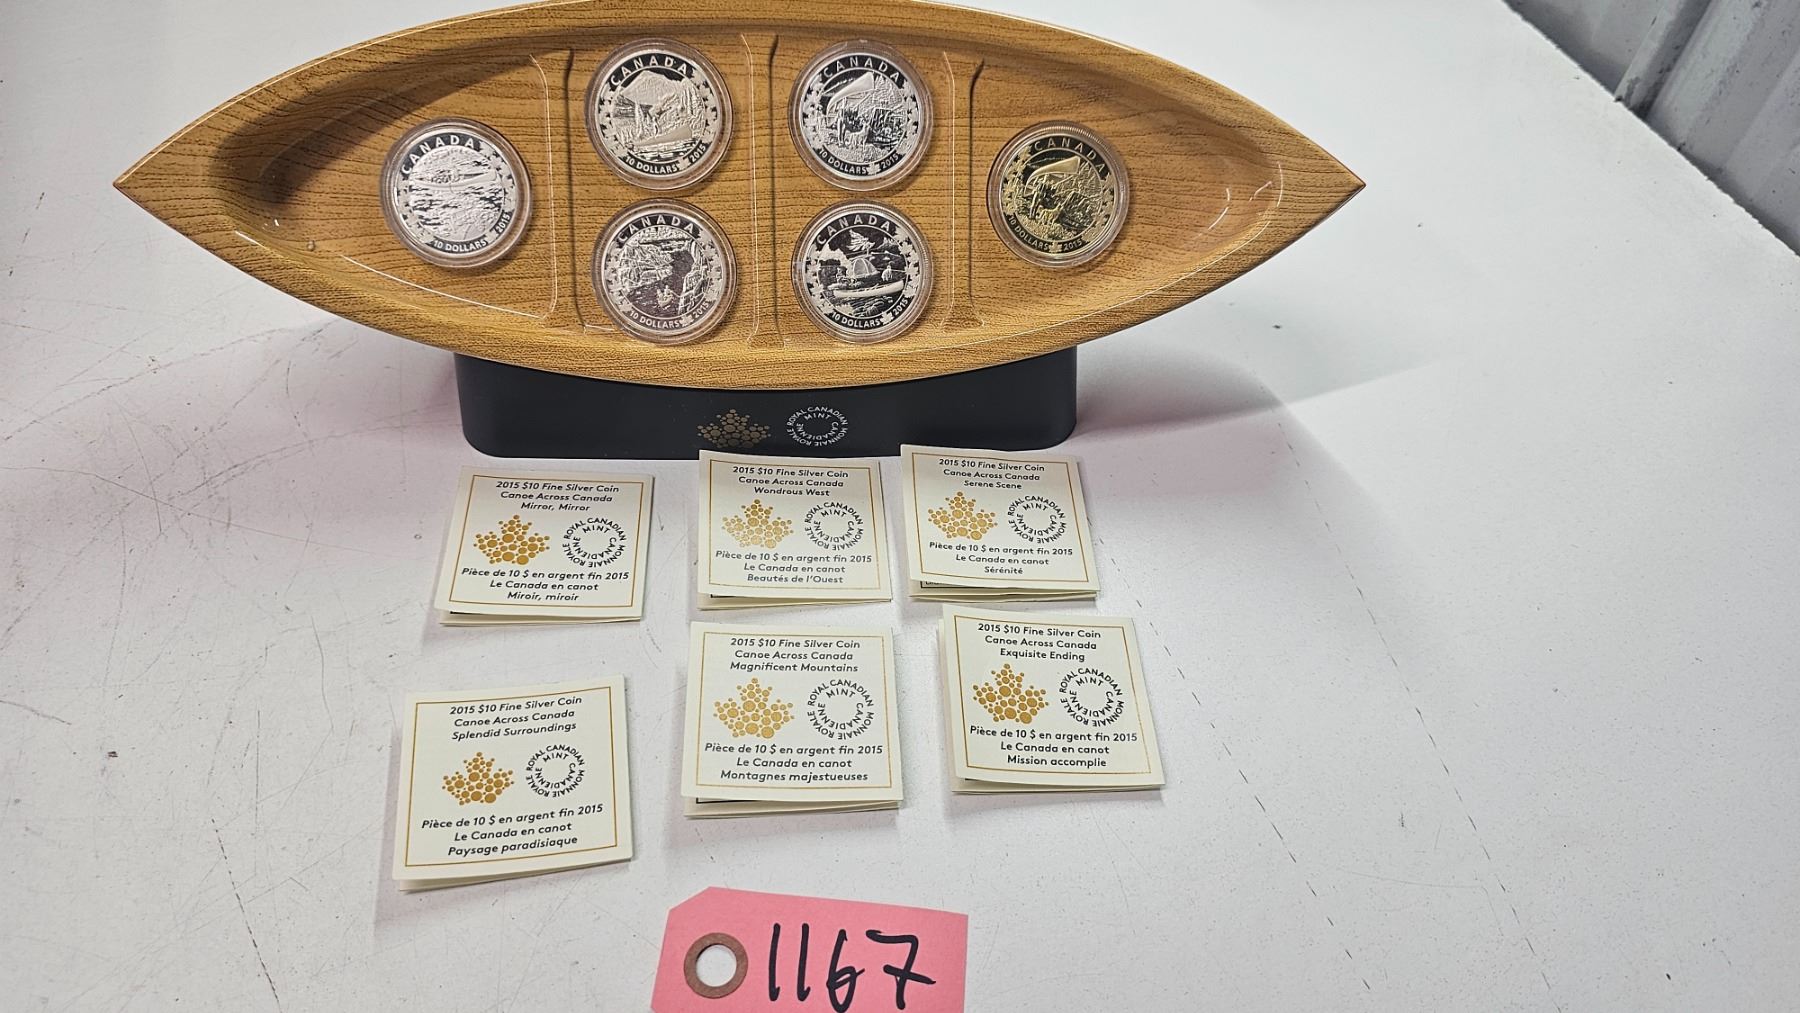 CANADA
10 DOLLARS 2015
CANADA
10 DOLLARS 2015
CANADA
10 DOLLARS 2015
CANADA
10 DOLLARS 2015
CANADA
10 DOLLARS 2015
CANADA
10 DOLLARS 2015
ROYAL CANADIAN MINT
MONNAIE ROYALE CANADIENNE
2015 $10 Fine Silver Coin
Canoe Across Canada
Mirror, Mirror
ROYAL CANADIAN MINT
MONNAIE ROYALE CANADIENNE
Pièce de 10 $ en argent fin 2015
Le Canada en canot
Miroir, miroir
2015 $10 Fine Silver Coin
Canoe Across Canada
Wondrous West
ROYAL CANADIAN MINT
MONNAIE ROYALE CANADIENNE
Pièce de 10 $ en argent fin 2015
Le Canada en canot
Beautés de l'Ouest
2015 $10 Fine Silver Coin
Canoe Across Canada
Serene Scene
ROYAL CANADIAN MINT
MONNAIE ROYALE CANADIENNE
Pièce de 10 $ en argent fin 2015
Le Canada en canot
Sérénité
2015 $10 Fine Silver Coin
Canoe Across Canada
Splendid Surroundings
ROYAL CANADIAN MINT
MONNAIE ROYALE CANADIENNE
Pièce de 10 $ en argent fin 2015
Le Canada en canot
Paysage paradisiaque
2015 $10 Fine Silver Coin
Canoe Across Canada
Magnificent Mountains
ROYAL CANADIAN MINT
MONNAIE ROYALE CANADIENNE
Pièce de 10 $ en argent fin 2015
Le Canada en canot
Montagnes majestueuses
2015 $10 Fine Silver Coin
Canoe Across Canada
Exquisite Ending
ROYAL CANADIAN MINT
MONNAIE ROYALE CANADIENNE
Pièce de 10 $ en argent fin 2015
Le Canada en canot
Mission accomplie
1167